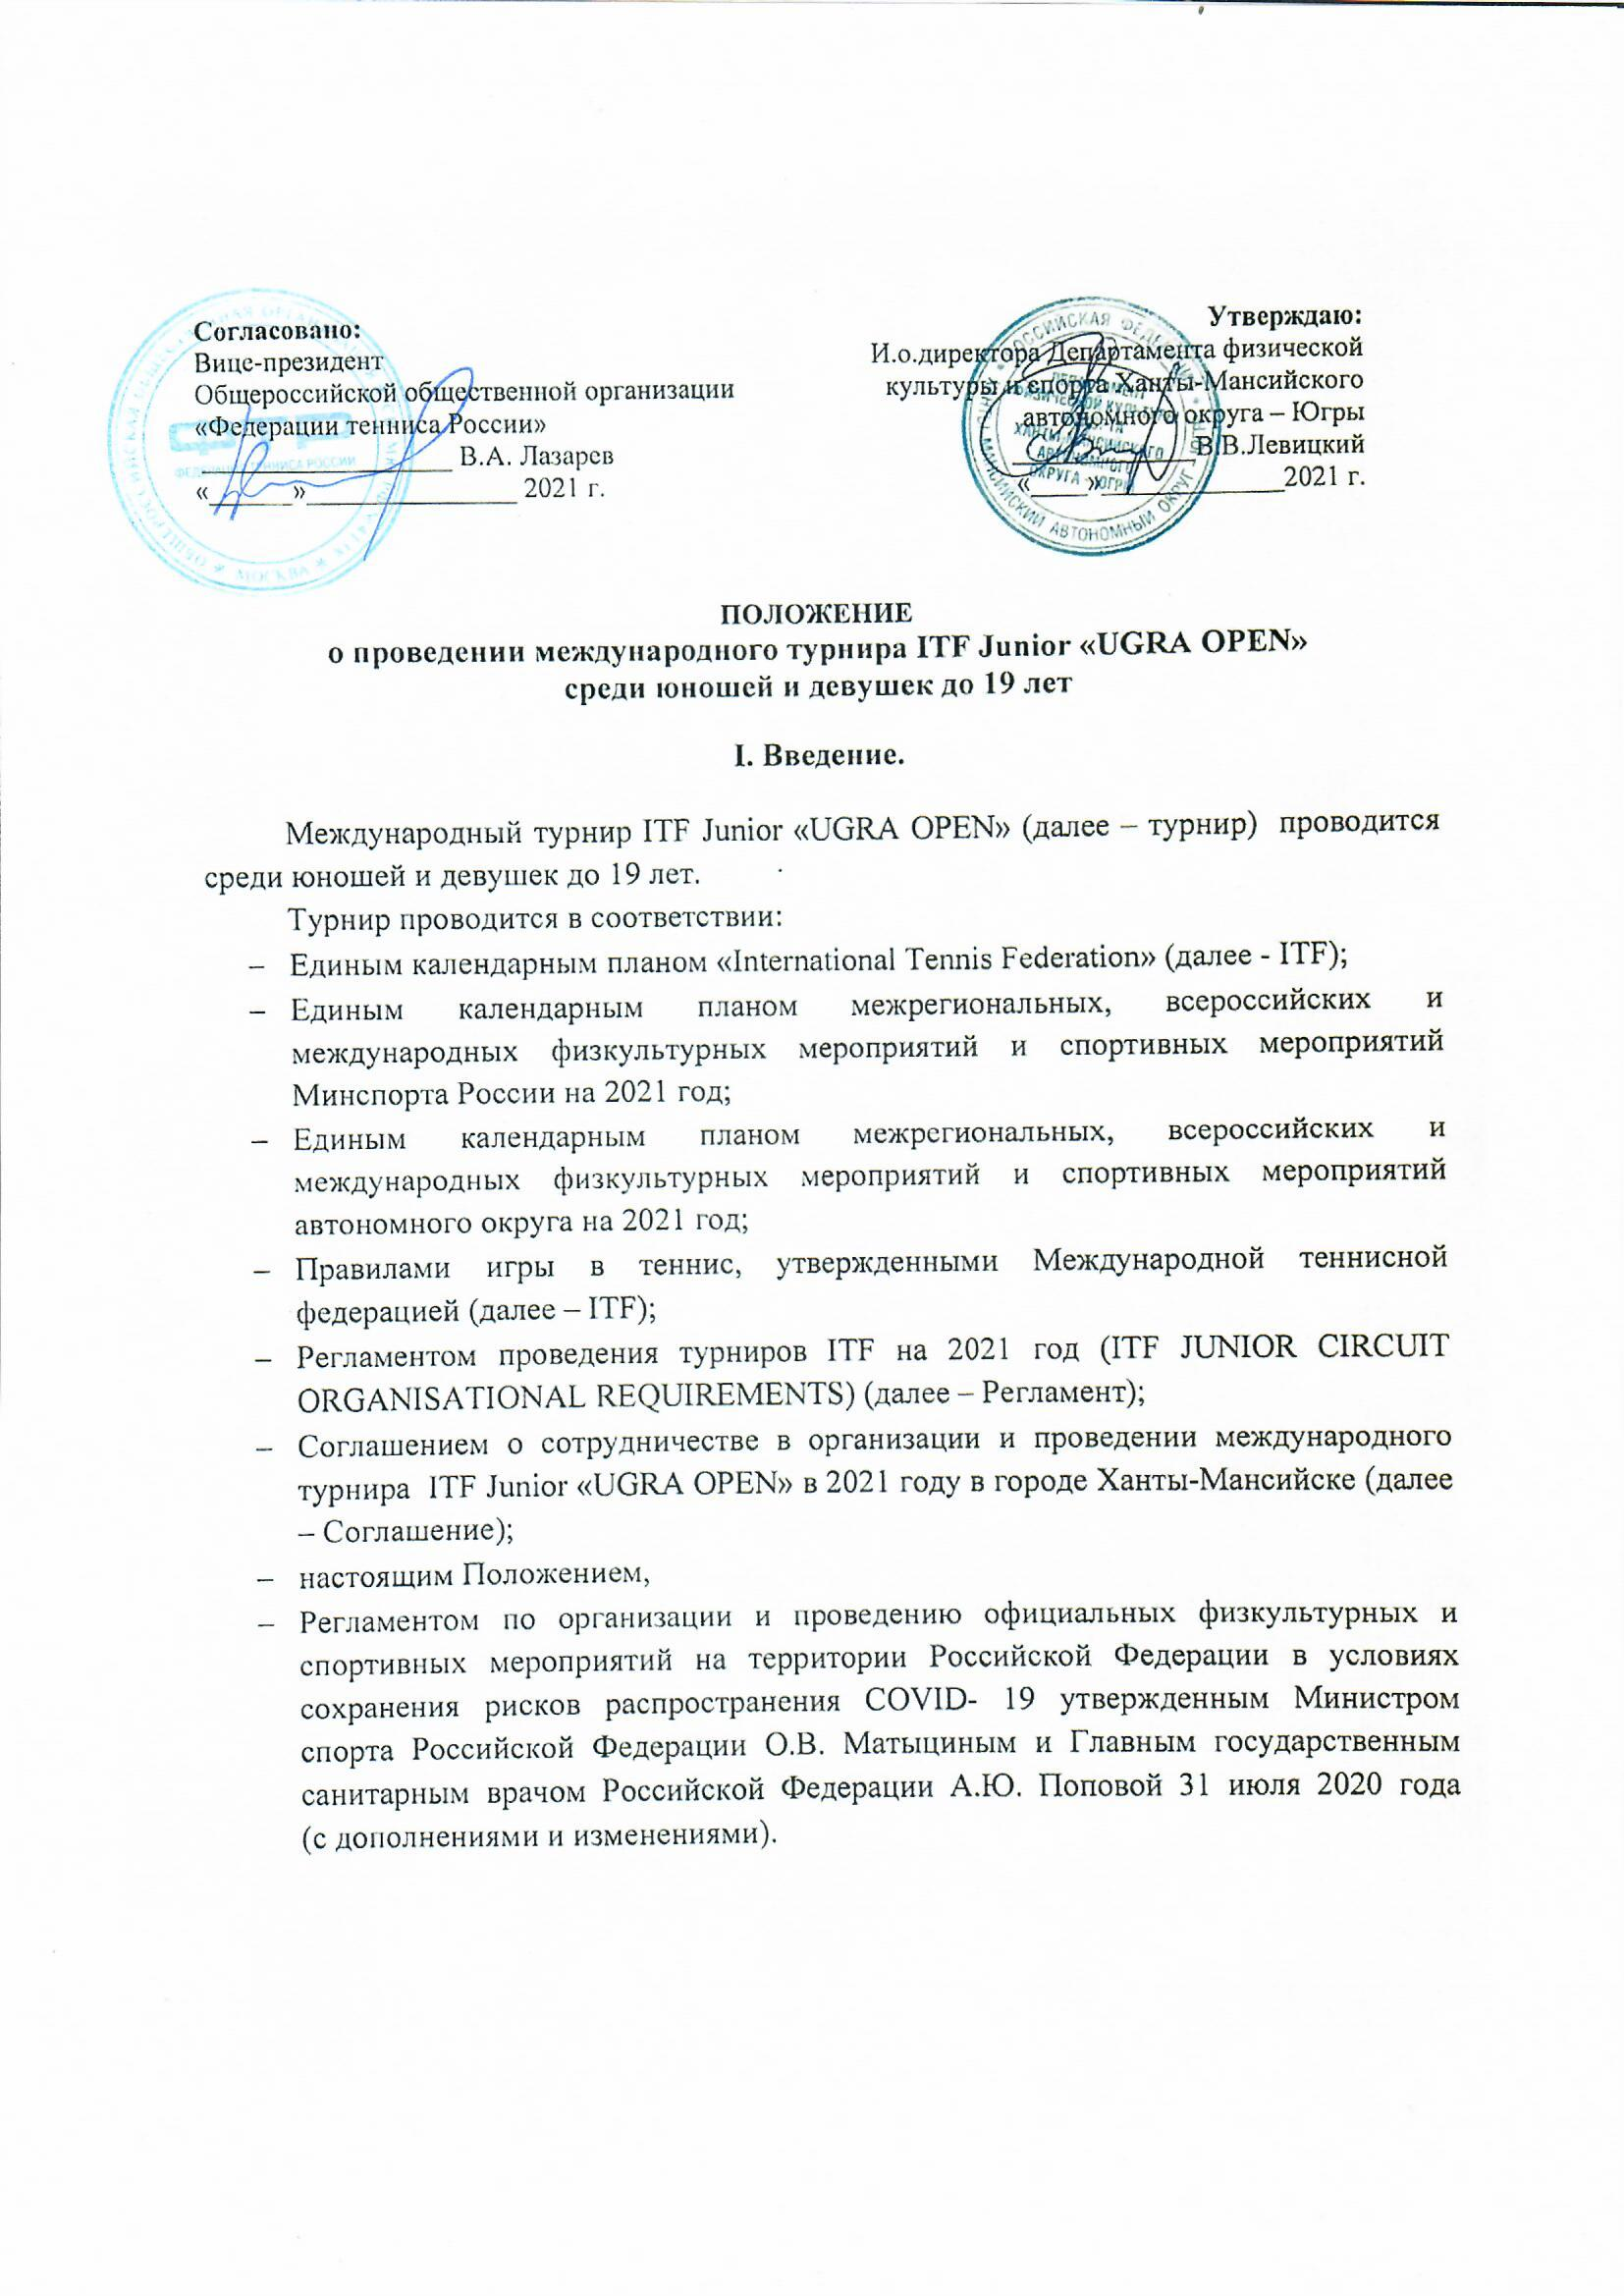 Согласовано:
Вице-президент
Общероссийской общественной организации
«Федерации тенниса России»
__________________ В.А. Лазарев
«______»_______________ 2021 г.
Утверждаю:
И.о.директора Департамента физической
культуры и спорта Ханты-Мансийского
автономного округа – Югры
_____________В.В.Левицкий
«____»_____________2021 г.
ПОЛОЖЕНИЕ
о проведении международного турнира ITF Junior «UGRA OPEN»
среди юношей и девушек до 19 лет
I. Введение.
Международный турнир ITF Junior «UGRA OPEN» (далее – турнир) проводится
среди юношей и девушек до 19 лет.
Турнир проводится в соответствии:
– Единым календарным планом «International Tennis Federation» (далее - ITF);
– Единым календарным планом межрегиональных, всероссийских и
международных физкультурных мероприятий и спортивных мероприятий
Минспорта России на 2021 год;
– Единым календарным планом межрегиональных, всероссийских и
международных физкультурных мероприятий и спортивных мероприятий
автономного округа на 2021 год;
– Правилами игры в теннис, утвержденными Международной теннисной
федерацией (далее – ITF);
– Регламентом проведения турниров ITF на 2021 год (ITF JUNIOR CIRCUIT
ORGANISATIONAL REQUIREMENTS) (далее – Регламент);
– Соглашением о сотрудничестве в организации и проведении международного
турнира ITF Junior «UGRA OPEN» в 2021 году в городе Ханты-Мансийске (далее
– Соглашение);
– настоящим Положением,
– Регламентом по организации и проведению официальных физкультурных и
спортивных мероприятий на территории Российской Федерации в условиях
сохранения рисков распространения COVID- 19 утвержденным Министром
спорта Российской Федерации О.В. Матыциным и Главным государственным
санитарным врачом Российской Федерации А.Ю. Поповой 31 июля 2020 года
(с дополнениями и изменениями).